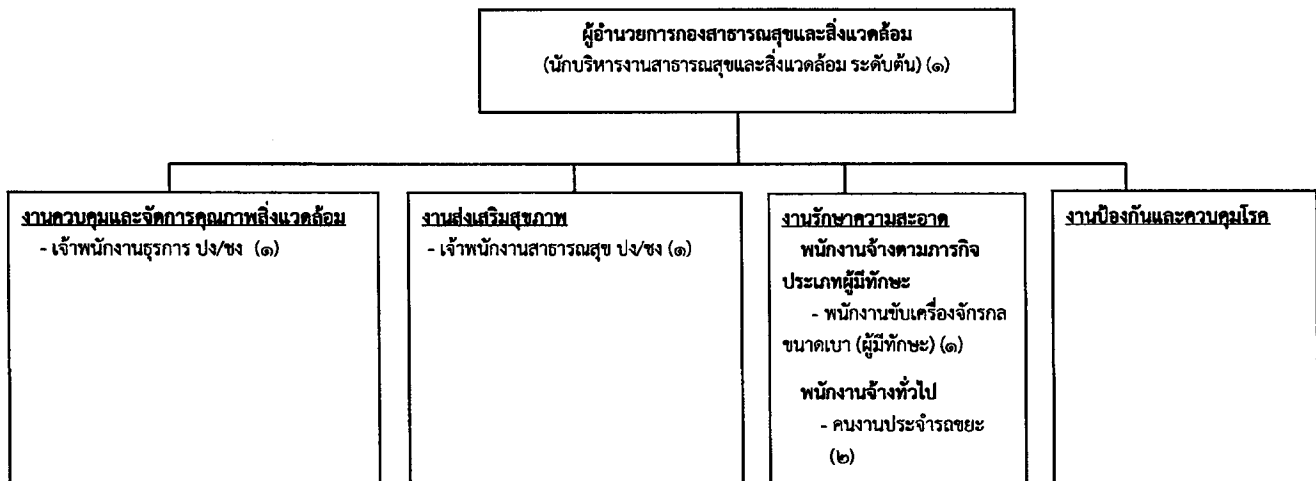 ผู้อำนวยการกองสาธารณสุขและสิ่งแวดล้อม
(นักบริหารงานสาธารณสุขและสิ่งแวดล้อม ระดับต้น) (๑)
งานควบคุมและจัดการคุณภาพสิ่งแวดล้อม
- เจ้าพนักงานธุรการ ปง/ชง (๑)
งานส่งเสริมสุขภาพ
- เจ้าพนักงานสาธารณสุข ปง/ชง (๑)
งานรักษาความสะอาด
พนักงานจ้างตามภารกิจ
ประเภทผู้มีทักษะ
- พนักงานขับเครื่องจักรกล
ขนาดเบา (ผู้มีทักษะ) (๑)
พนักงานจ้างทั่วไป
- คนงานประจำรถขยะ
(๒)
งานป้องกันและควบคุมโรค